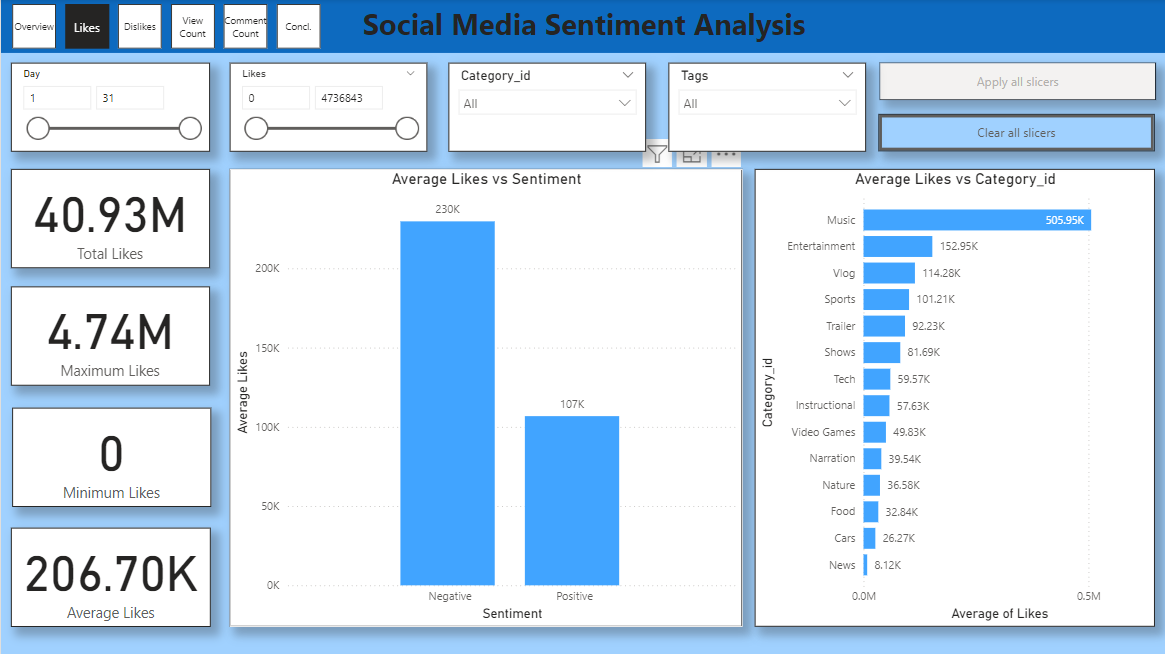 Overview
Likes
Dislikes
View
Count
Comment
Count
Concl.
Social Media Sentiment Analysis
Day
1
31
Likes
0
4736843
Category_id
All
Tags
All
Apply all slicers
Clear all slicers
40.93M
Total Likes
4.74M
Maximum Likes
0
Minimum Likes
206.70K
Average Likes
Average Likes vs Sentiment
Average Likes
200K
150K
100K
50K
0K
230K
107K
Negative
Positive
Sentiment
Average Likes vs Category_id
Category_id
Music 505.95K
Entertainment 152.95K
Vlog 114.28K
Sports 101.21K
Trailer 92.23K
Shows 81.69K
Tech 59.57K
Instructional 57.63K
Video Games 49.83K
Narration 39.54K
Nature 36.58K
Food 32.84K
Cars 26.27K
News 8.12K
0.0M
0.5M
Average of Likes